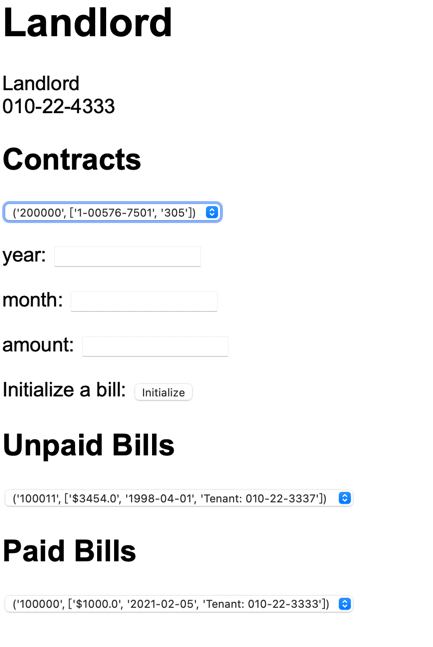 Landlord
Landlord
010-22-4333
Contracts
('200000', ['1-00576-7501', '305'])
year:
month:
amount:
Initialize a bill: Initialize
Unpaid Bills
('100011', ['$3454.0', '1998-04-01', 'Tenant: 010-22-3337'])
Paid Bills
('100000', ['$1000.0', '2021-02-05', 'Tenant: 010-22-3333'])